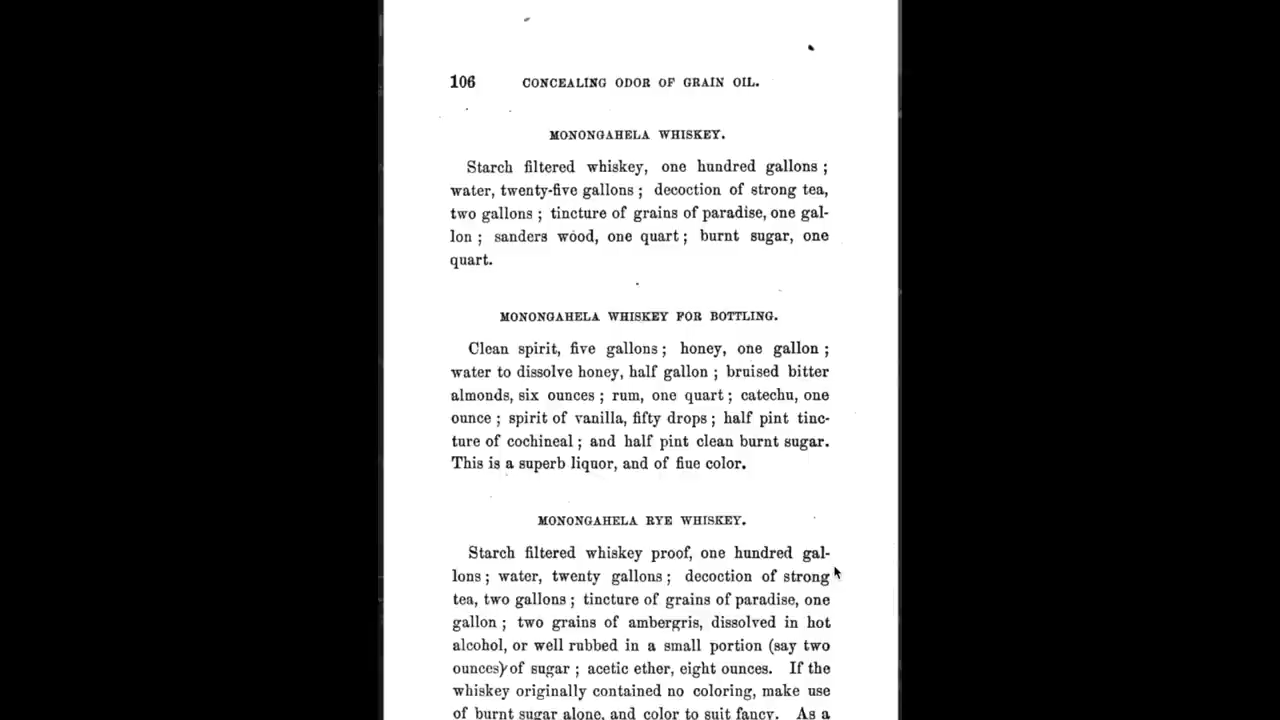 106 CONCEALING ODOR OF GRAIN OIL.
MONONGAHELA WHISKEY.
Starch filtered whiskey, one hundred gallons ;
water, twenty-five gallons ; decoction of strong tea,
two gallons ; tincture of grains of paradise, one gal-
lon ; sanders wood, one quart ; burnt sugar, one
quart.
MONONGAHELA WHISKEY FOR BOTTLING.
Clean spirit, five gallons ; honey, one gallon ;
water to dissolve honey, half gallon ; bruised bitter
almonds, six ounces ; rum, one quart ; catechu, one
ounce ; spirit of vanilla, fifty drops ; half pint tinc-
ture of cochineal ; and half pint clean burnt sugar.
This is a superb liquor, and of fiue color.
MONONGAHELA RYE WHISKEY.
Starch filtered whiskey proof, one hundred gal-
lons ; water, twenty gallons ; decoction of strong
tea, two gallons ; tincture of grains of paradise, one
gallon ; two grains of ambergris, dissolved in hot
alcohol, or well rubbed in a small portion (say two
ounces) of sugar ; acetic ether, eight ounces. If the
whiskey originally contained no coloring, make use
of burnt sugar alone, and color to suit fancy. As a